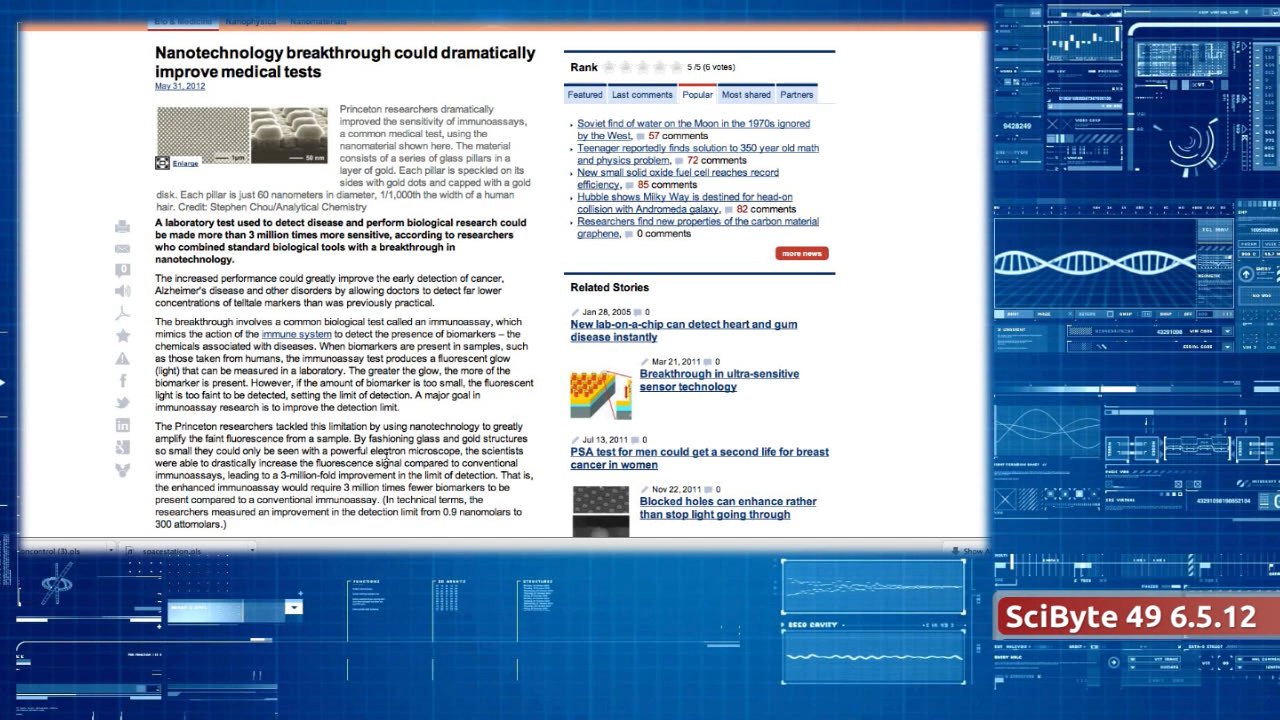 Bio & Medicine Nanophysics Nanomaterials
Nanotechnology breakthrough could dramatically
improve medical tests
May 31, 2012
Princeton researchers dramatically
improved the sensitivity of immunoassays,
a common medical test, using the
nanomaterial shown here. The material
consists of a series of glass pillars in a
layer of gold. Each pillar is speckled on its
sides with gold dots and capped with a gold
1µm
50 nm
Enlarge
disk. Each pillar is just 60 nanometers in diameter, 1/1,000th the width of a human
hair. Credit: Stephen Chou/Analytical Chemistry
A laboratory test used to detect disease and perform biological research could
be made more than 3 million times more sensitive, according to researchers
who combined standard biological tools with a breakthrough in
nanotechnology.
The increased performance could greatly improve the early detection of cancer,
Alzheimer's disease and other disorders by allowing doctors to detect far lower
concentrations of telltale markers than was previously practical.
The breakthrough involves a common biological test called an immunoassay, which
mimics the action of the immune system to detect the presence of biomarkers – the
chemicals associated with diseases. When biomarkers are present in samples, such
as those taken from humans, the immunoassay test produces a fluorescent glow
(light) that can be measured in a laboratory. The greater the glow, the more of the
biomarker is present. However, if the amount of biomarker is too small, the fluorescent
light is too faint to be detected, setting the limit of detection. A major goal in
immunoassay research is to improve the detection limit.
The Princeton researchers tackled this limitation by using nanotechnology to greatly
amplify the faint fluorescence from a sample. By fashioning glass and gold structures
so small they could only be seen with a powerful electron microscope, the scientists
were able to drastically increase the fluorescence signal compared to conventional
immunoassays, leading to a 3-million-fold improvement in the limit of detection. That is,
the enhanced immunoassay would require 3 million times fewer biomarkers to be
present compared to a conventional immunoassay. (In technical terms, the
researchers measured an improvement in the detection limit from 0.9 nanomolars to
300 attomolars.)
Rank 5 /5 (6 votes)
Featured Last comments Popular Most shared Partners
Soviet find of water on the Moon in the 1970s ignored
by the West, 57 comments
Teenager reportedly finds solution to 350 year old math
and physics problem, 72 comments
New small solid oxide fuel cell reaches record
efficiency, 85 comments
Hubble shows Milky Way is destined for head-on
collision with Andromeda galaxy, 82 comments
Researchers find new properties of the carbon material
graphene, 0 comments
more news
Related Stories
Jan 28, 2005 0
New lab-on-a-chip can detect heart and gum
disease instantly
Mar 21, 2011 0
Breakthrough in ultra-sensitive
sensor technology
Jul 13, 2011 0
PSA test for men could get a second life for breast
cancer in women
Nov 22, 2011 0
Blocked holes can enhance rather
than stop light going through
control (3).pls
spacestation.pls
Show
9428249
43291098
FUNCTIONS
STRUCTURES
SciByte 49 6.5.12